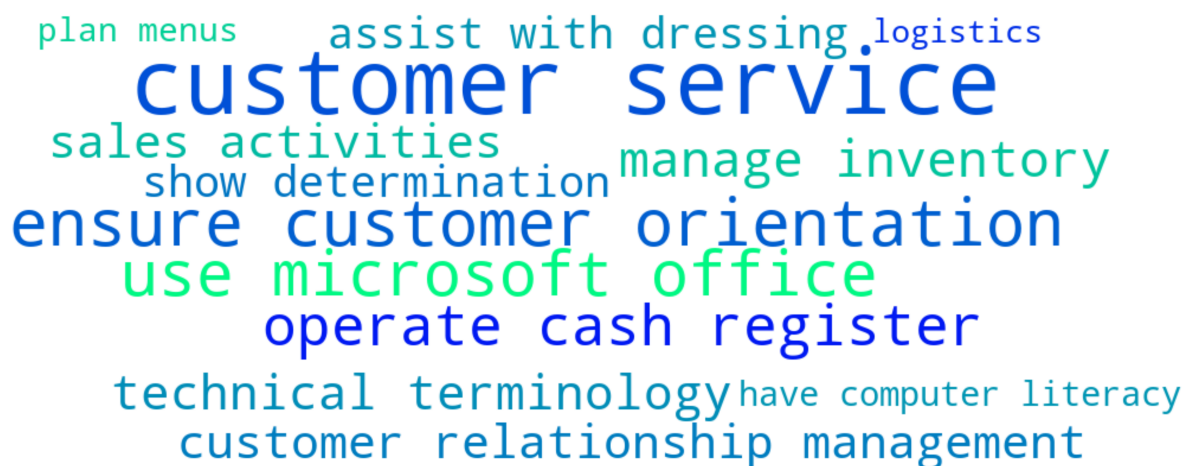 plan menus
assist with dressing
logistics
customer service
sales activities
manage inventory
show determination
ensure customer orientation
use microsoft office
operate cash register
technical terminology
have computer literacy
customer relationship management